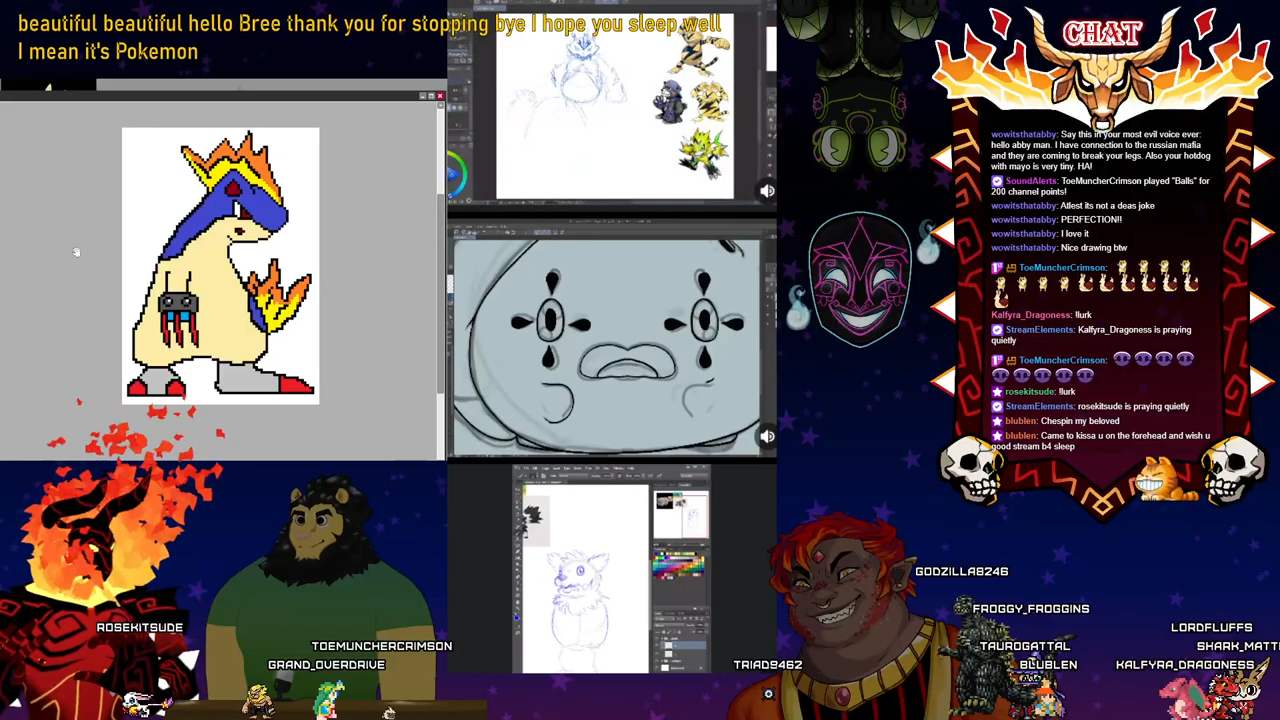 beautiful beautiful hello Bree thank you for stopping bye I hope you sleep well
I mean it's Pokemon
CHAT
wowitsthatabby: Say this in your most evil voice ever:
hello abby man. I have connection to the russian mafia
and they are coming to break your legs. Also your hotdog
with mayo is very tiny. HA!
SoundAlerts: ToeMuncherCrimson played "Balls" for
200 channel points!
wowitsthatabby: Atlest its not a deas joke
wowitsthatabby: PERFECTION!!
wowitsthatabby: I love it
wowitsthatabby: Nice drawing btw
ToeMuncherCrimson:
Kalfyra_Dragoness: !lurk
StreamElements: Kalfyra_Dragoness is praying
quietly
ToeMuncherCrimson:
rosekitsude: !lurk
StreamElements: rosekitsude is praying quietly
blublen: Chespin my beloved
blublen: Came to kissa u on the forehead and wish u
good stream b4 sleep
GODZILLA8246
FROGGY_FROGGINS
ROSEKITSUDE
LORDFLUFFS
TOEMUNCHERCRIMSON
TAUROGATTAL
SHARK_MATT
GRAND_OVERDRIVE
TRIAD9462
BLUBLEN
KALFYRA_DRAGONESS